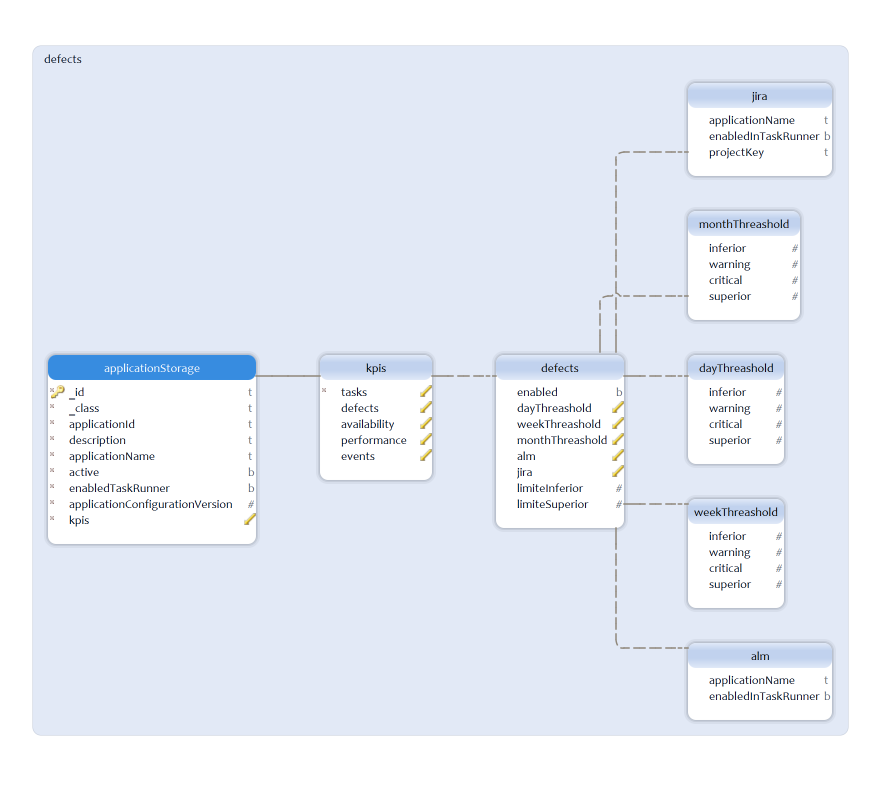 defects
jira
applicationName t
enabledInTaskRunner b
projectKey t
monthThreashold
inferior #
warning #
critical #
superior #
applicationStorage
* _id t
* _class t
* applicationId t
* description t
* applicationName t
* active b
* enabledTaskRunner b
* applicationConfigurationVersion #
* kpis
kpis
* tasks
defects
availability
performance
events
defects
enabled b
dayThreashold
weekThreashold
monthThreashold
alm
jira
limiteInferior #
limiteSuperior #
dayThreashold
inferior #
warning #
critical #
superior #
weekThreashold
inferior #
warning #
critical #
superior #
alm
applicationName t
enabledInTaskRunner b